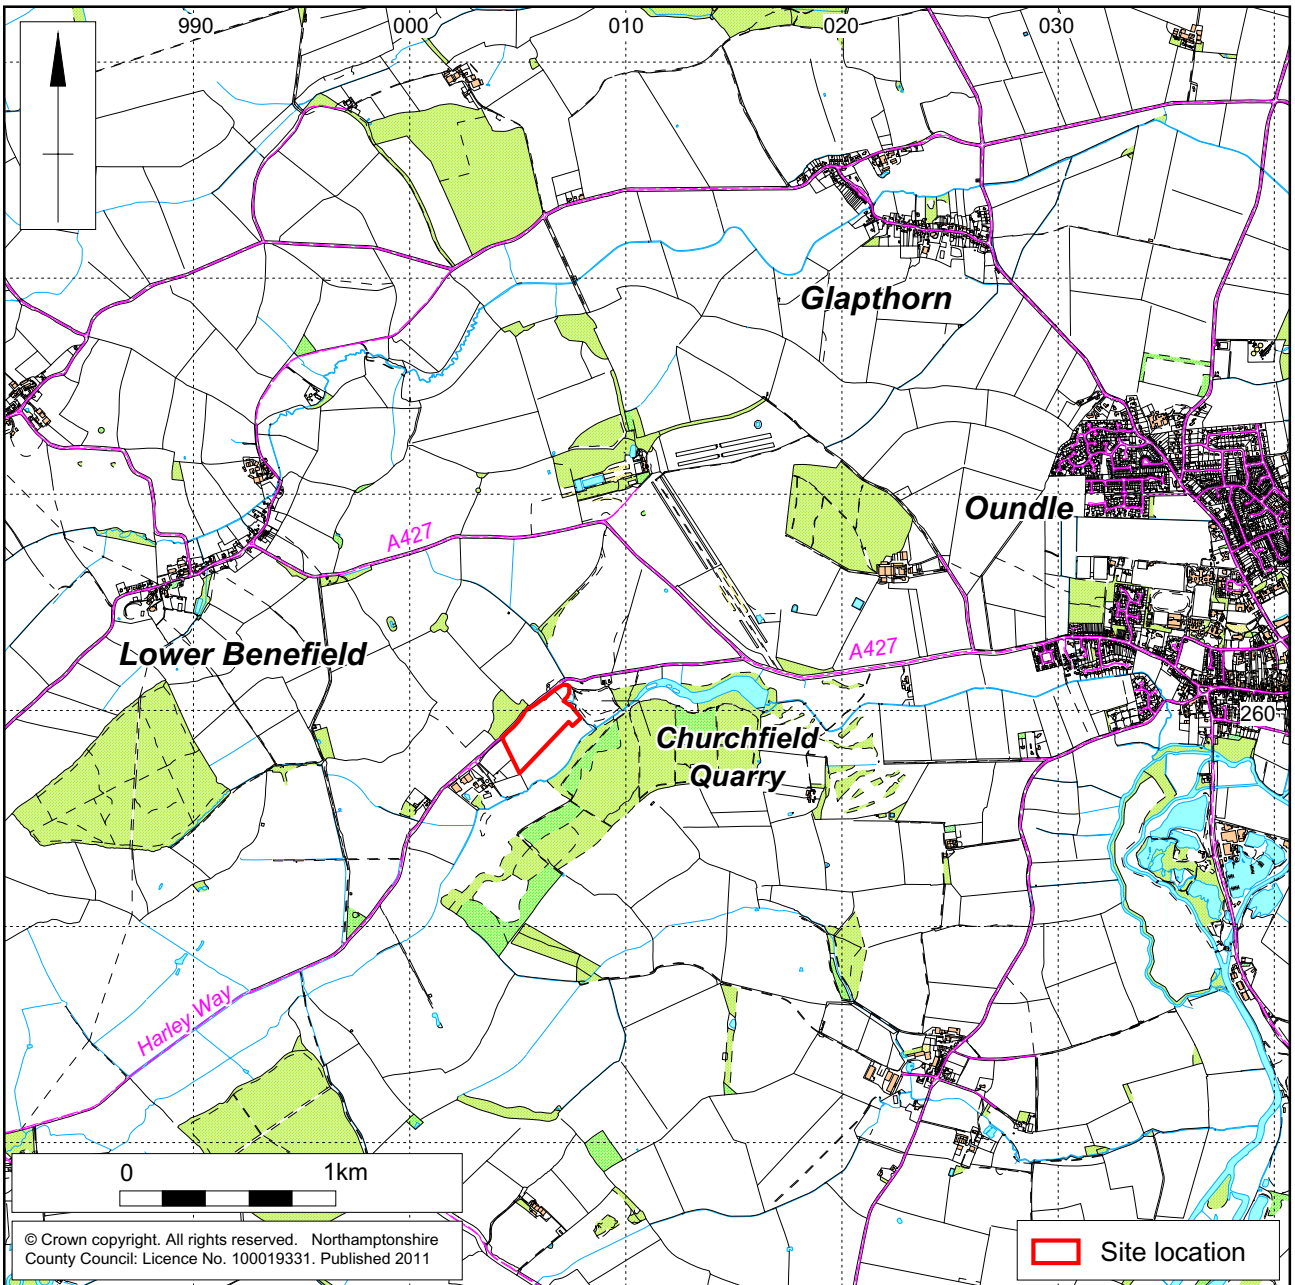 990
000
010
020
030
Glapthorn
Oundle
A427
Lower Benefield
A427
260
Churchfield
Quarry
Harley Way
0 1km
© Crown copyright. All rights reserved. Northamptonshire
County Council: Licence No. 100019331. Published 2011
Site location